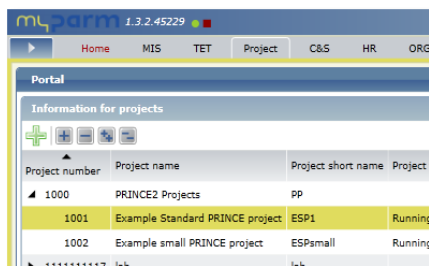 myparm 1.3.2.45229
Home MIS TET Project C&S HR ORG
Portal
Information for projects
Project number Project name Project short name Project
1000 PRINCE2 Projects PP
1001 Example Standard PRINCE project ESP1 Running
1002 Example small PRINCE project ESPsmall Running